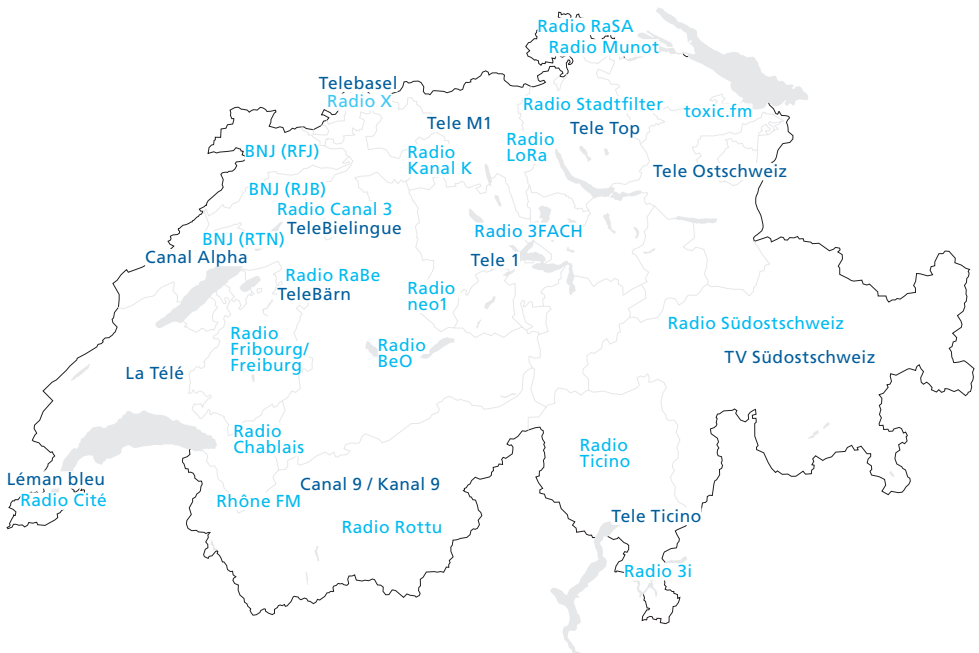 Radio RaSA
Radio Munot
Telebasel
Radio X
Radio Stadtfilter
toxic.fm
Tele M1
Tele Top
Radio
LoRa
BNJ (RFJ)
Radio
Kanal K
Tele Ostschweiz
BNJ (RJB)
Radio Canal 3
TeleBielingue
Radio 3FACH
BNJ (RTN)
Canal Alpha
Tele 1
Radio RaBe
TeleBärn
Radio
neo1
Radio Südostschweiz
Radio
Fribourg/
Freiburg
Radio
BeO
TV Südostschweiz
La Télé
Radio
Chablais
Radio
Ticino
Léman bleu
Radio Cité
Canal 9 / Kanal 9
Rhône FM
Tele Ticino
Radio Rottu
Radio 3i